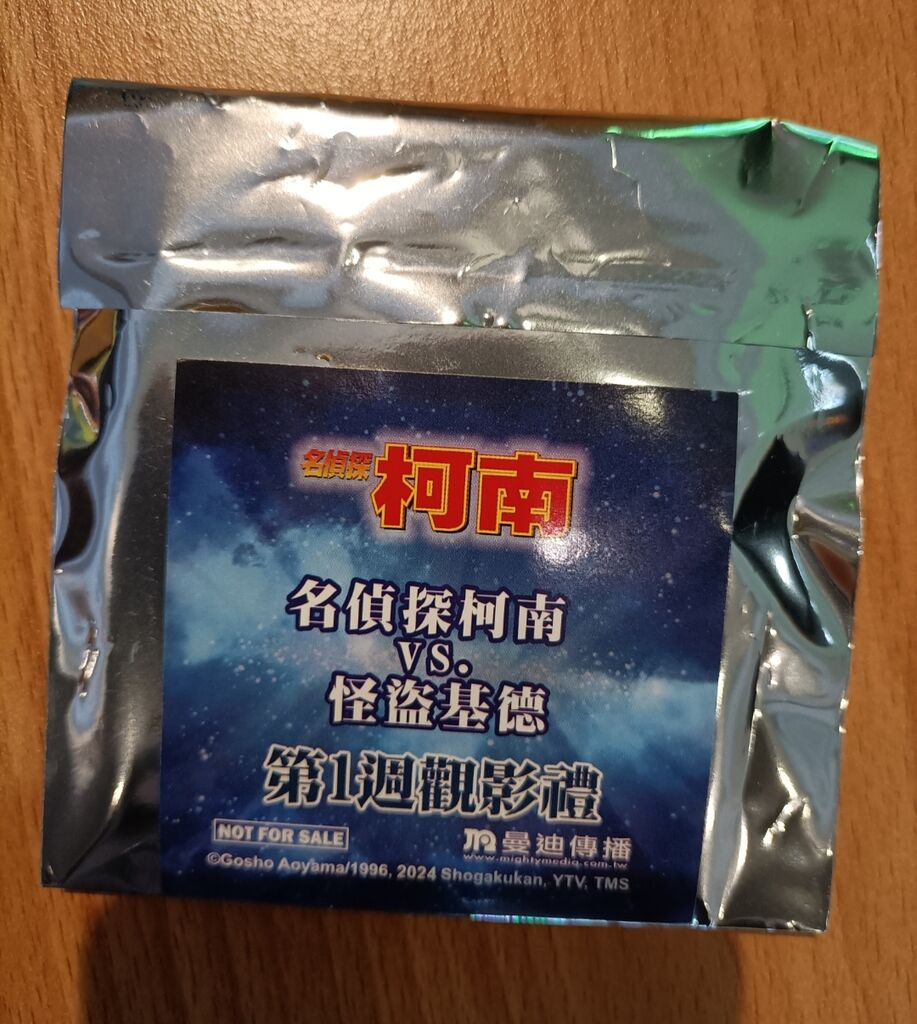 名偵探柯南
名偵探柯南
VS.
怪盜基德
第1週觀影禮
NOT FOR SALE
曼迪傳播
www.mightymedia.com.tw
©Gosho Aoyama/1996, 2024 Shogakukan, YTV, TMS